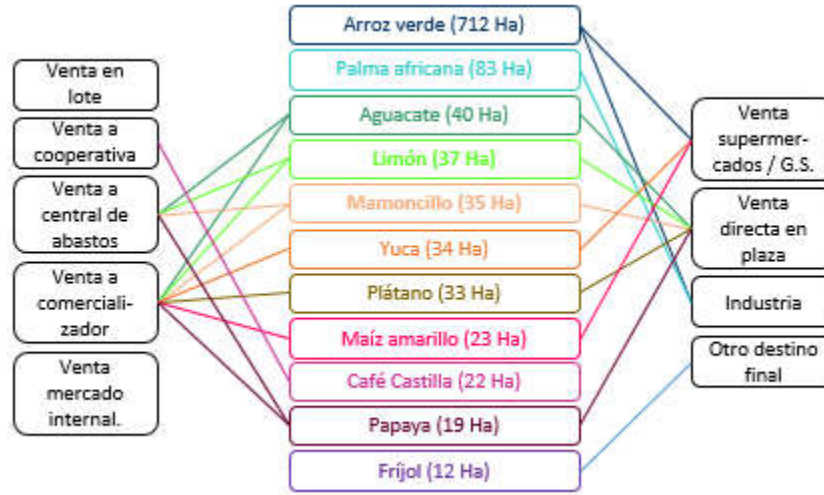 Venta en
lote
Venta a
cooperativa
Venta a
central de
abastos
Venta a
comerciali-
zador
Venta
mercado
internal.
Arroz verde (712 Ha)
Palma africana (83 Ha)
Aguacate (40 Ha)
Limón (37 Ha)
Mamoncillo (35 Ha)
Yuca (34 Ha)
Plátano (33 Ha)
Maíz amarillo (23 Ha)
Café Castilla (22 Ha)
Papaya (19 Ha)
Fríjol (12 Ha)
Venta
supermer-
cados / G.S.
Venta
directa en
plaza
Industria
Otro destino
final